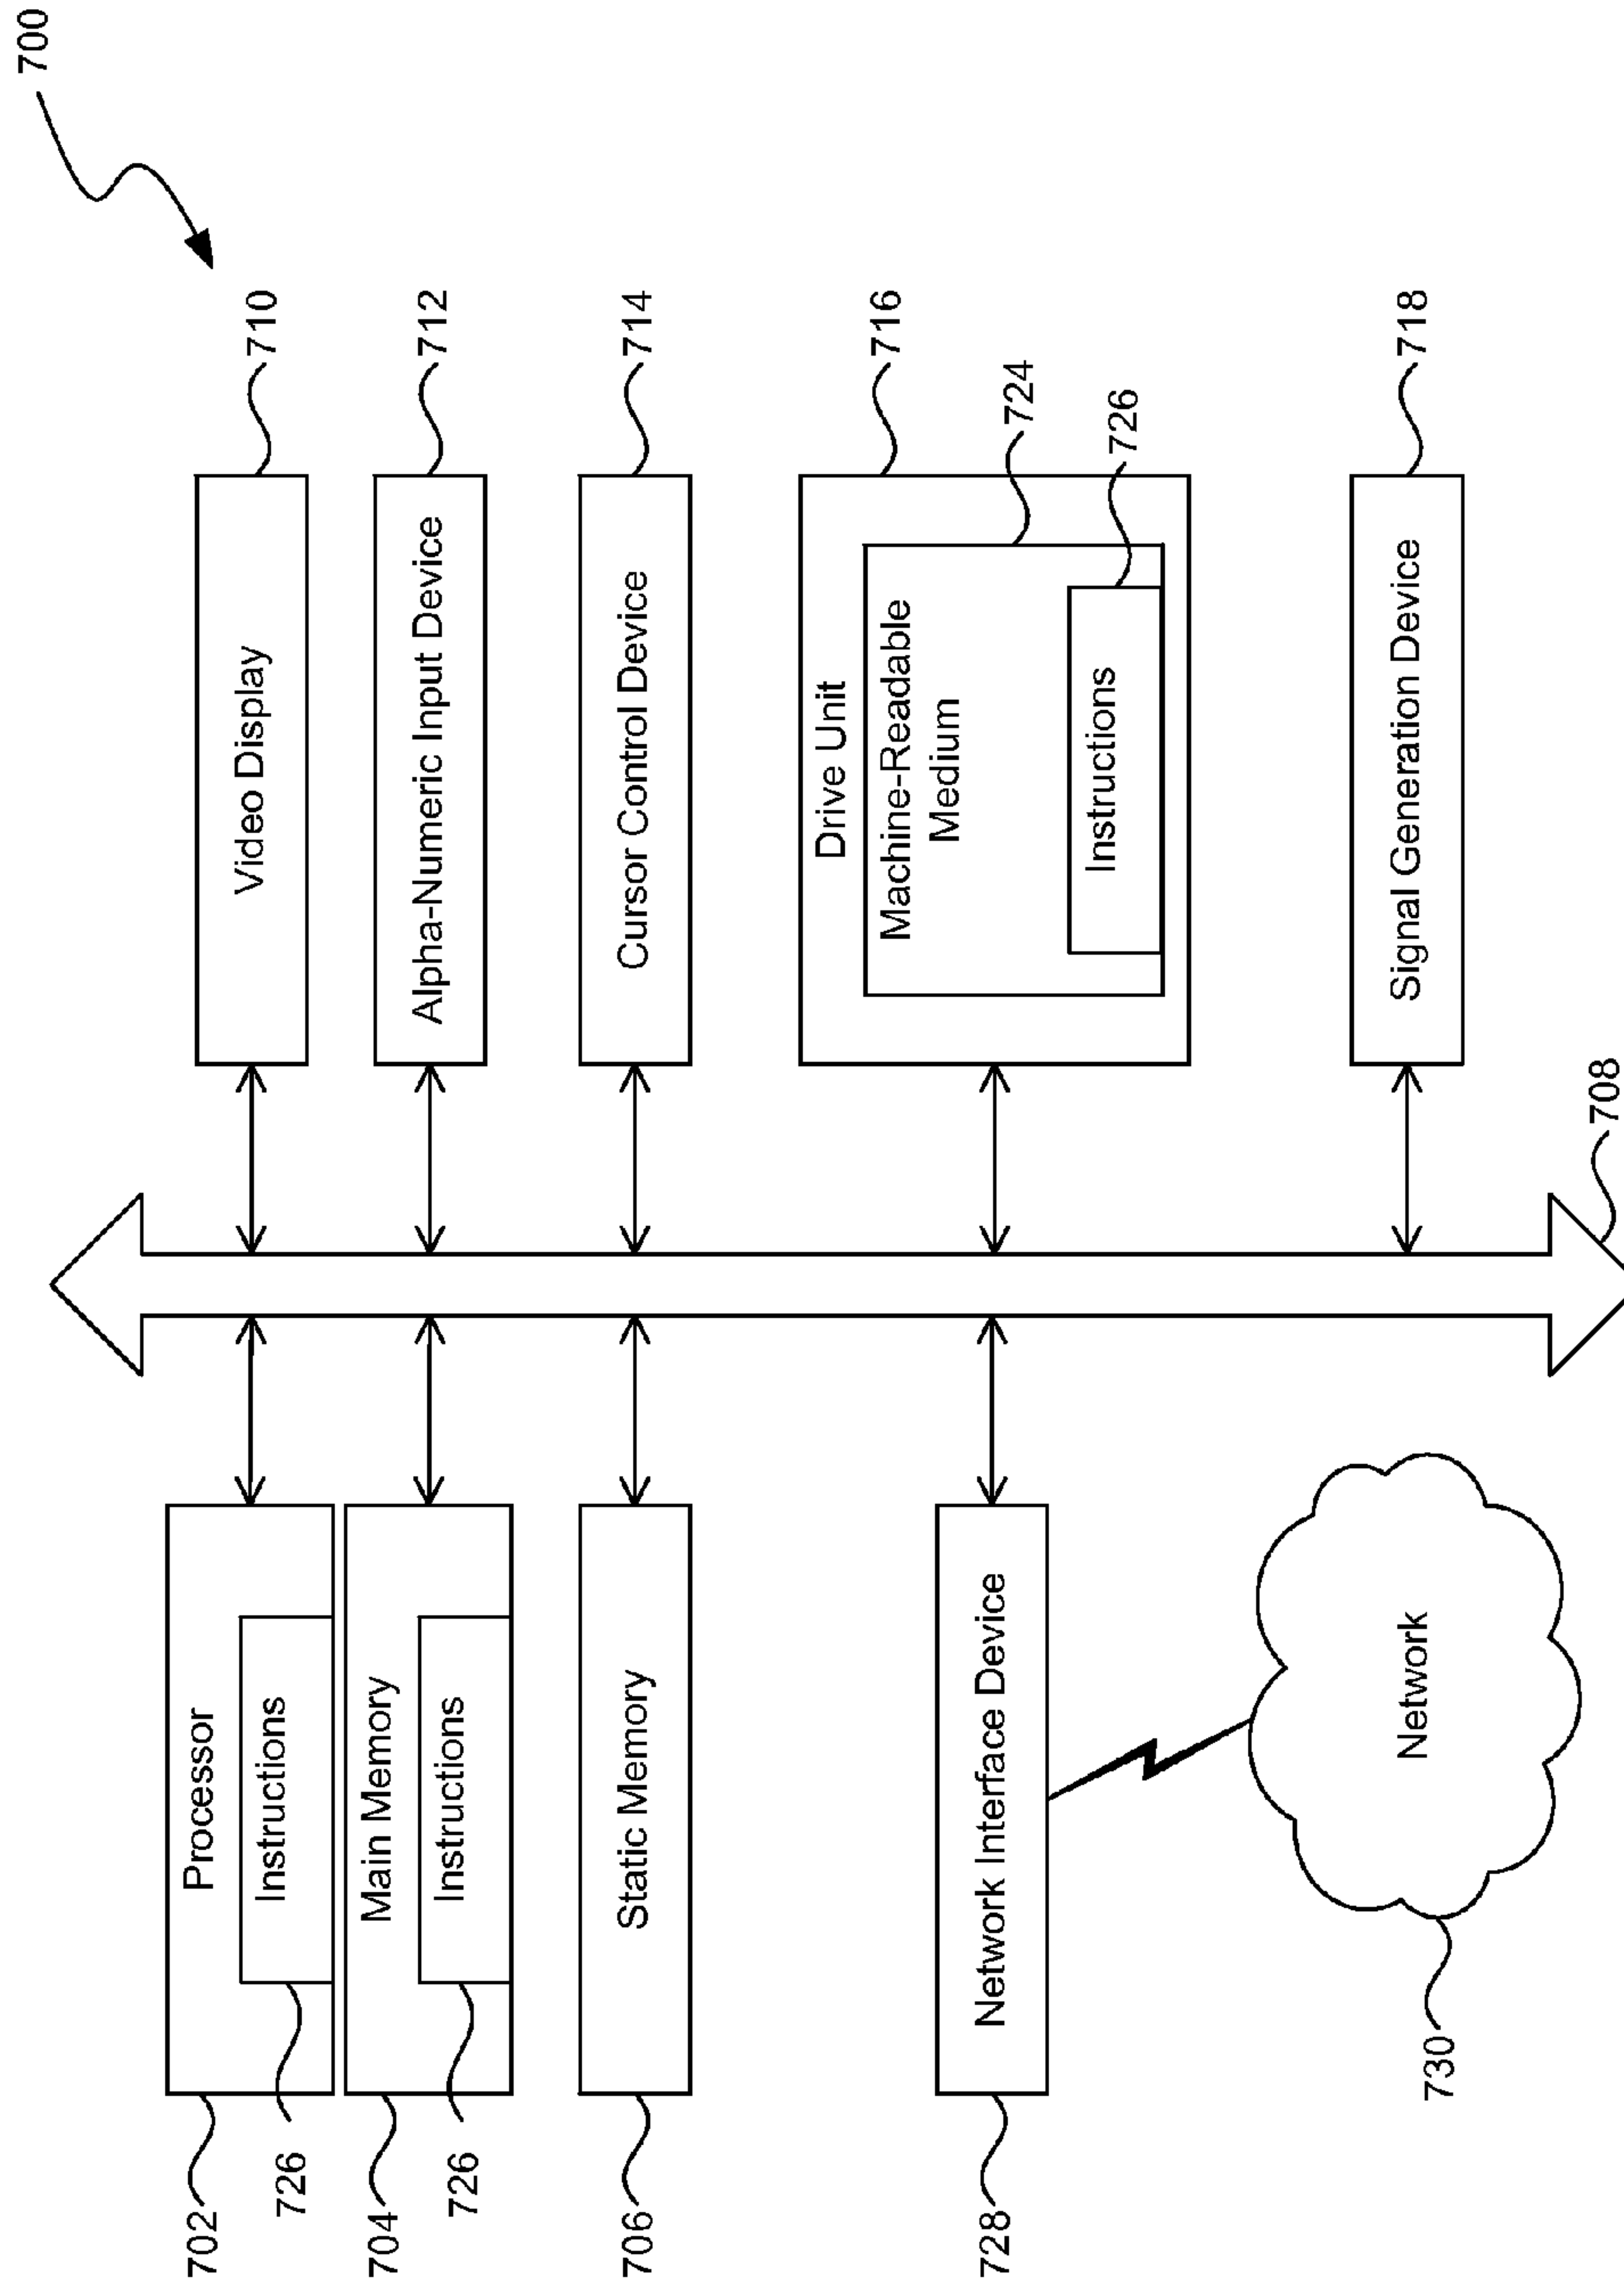 700
702
Processor
726
Instructions
704
Main Memory
726
Instructions
706
Static Memory
728
Network Interface Device
730
Network
Video Display
710
Alpha-Numeric Input Device
712
Cursor Control Device
714
Drive Unit
716
Machine-Readable
Medium
724
Instructions
726
Signal Generation Device
718
708